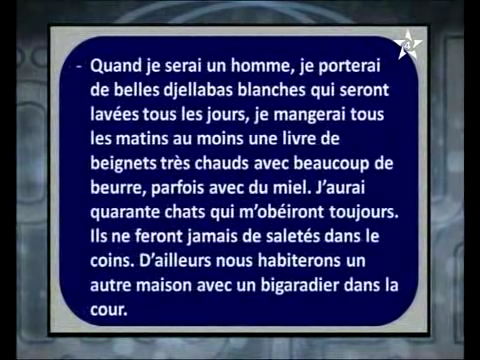 - Quand je serai un homme, je porterai
de belles djellabas blanches qui seront
lavées tous les jours, je mangerai tous
les matins au moins une livre de
beignets très chauds avec beaucoup de
beurre, parfois avec du miel. J’aurai
quarante chats qui m’obéiront toujours.
Ils ne feront jamais de saletés dans le
coins. D’ailleurs nous habiterons un
autre maison avec un bigaradier dans la
cour.
4